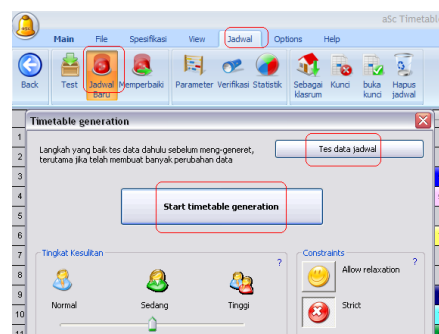 aSc Timetable
Main File Spesifikasi View Jadwal Options Help
Back Test Jadwal Baru Memperbaiki Parameter Verifikasi Statistik Sebagai klasrum Kunci buka kunci Hapus jadwal
Timetable generation
1
2
3
4
5
6
7
8
9
10
11
Langkah yang baik tes data dahulu sebelum meng-generet,
terutama jika telah membuat banyak perubahan data
Tes data jadwal
Start timetable generation
Tingkat Kesulitan
?
Normal Sedang Tinggi
Constraints
?
Allow relaxation
Strict